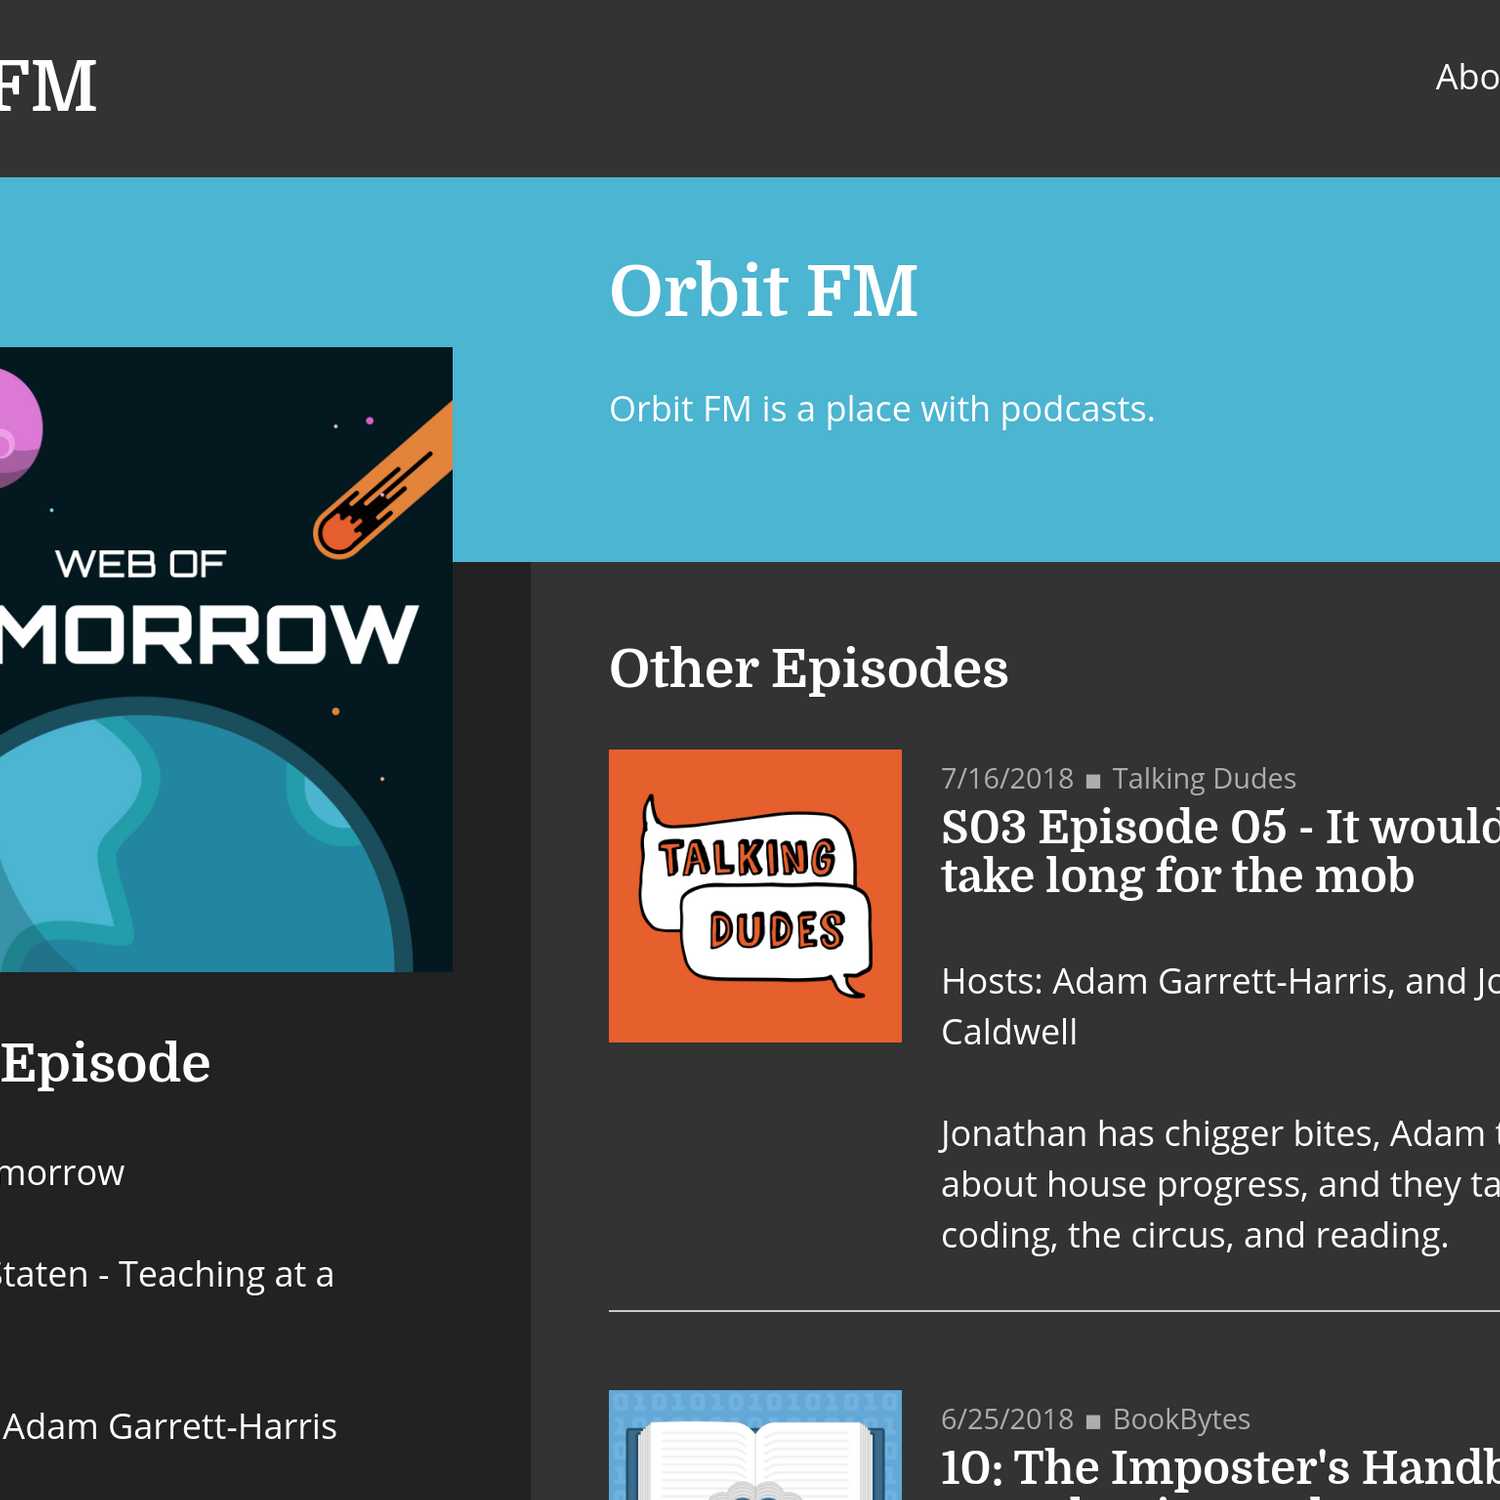 FM
Abo
Orbit FM
Orbit FM is a place with podcasts.
WEB OF
MORROW
Episode
morrow
Staten - Teaching at a
Adam Garrett-Harris
Other Episodes
TALKING
DUDES
7/16/2018 ■ Talking Dudes
S03 Episode 05 - It would
take long for the mob
Hosts: Adam Garrett-Harris, and Jo
Caldwell
Jonathan has chigger bites, Adam t
about house progress, and they ta
coding, the circus, and reading.
6/25/2018 ■ BookBytes
10: The Imposter's Handb